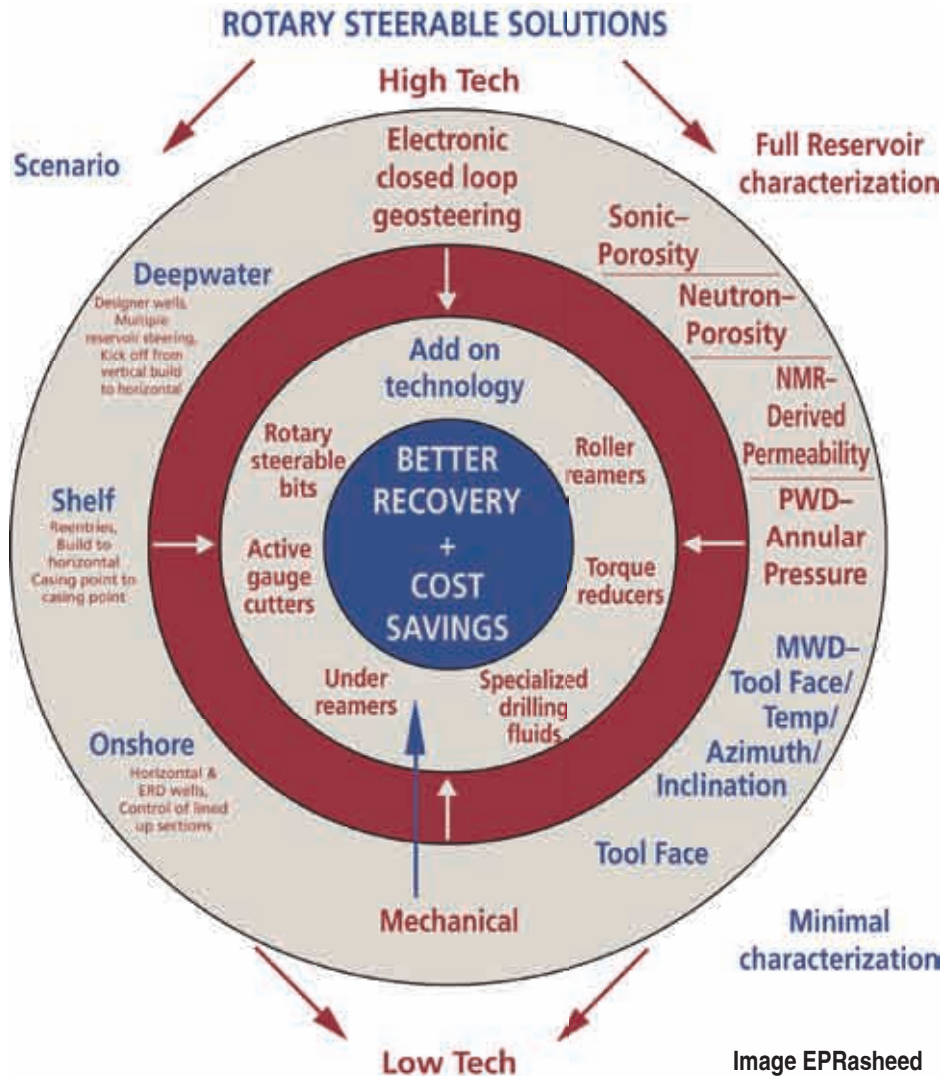 ROTARY STEERABLE SOLUTIONS
High Tech
Scenario
Full Reservoir
characterization
Electronic
closed loop
geosteering
Sonic–
Porosity
Neutron–
Porosity
NMR–
Derived
Permeability
PWD–
Annular
Pressure
MWD–
Tool Face/
Temp/
Azimuth/
Inclination
Tool Face
Deepwater
Designer wells,
Multiple
reservoir steering,
Kick off from
vertical build
to horizontal
Shelf
Reentries,
Build to
horizontal
Casing point to
casing point
Onshore
Horizontal &
ERD wells,
Control of lined
up sections
Add on
technology
Rotary
steerable
bits
Roller
reamers
Active
gauge
cutters
Torque
reducers
Under
reamers
Specialized
drilling
fluids
BETTER
RECOVERY
+
COST
SAVINGS
Mechanical
Minimal
characterization
Low Tech
Image EPRasheed